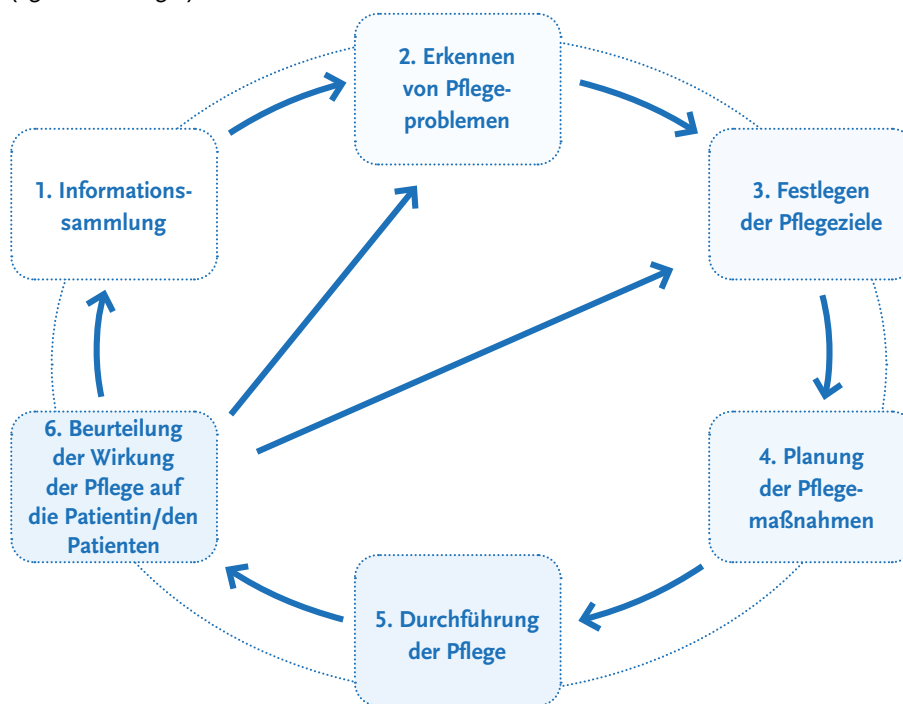 2. Erkennen
von Pflege-
problemen
1. Informations-
sammlung
3. Festlegen
der Pflegeziele
6. Beurteilung
der Wirkung
der Pflege auf
die Patientin/den
Patienten
4. Planung
der Pflege-
maßnahmen
5. Durchführung
der Pflege